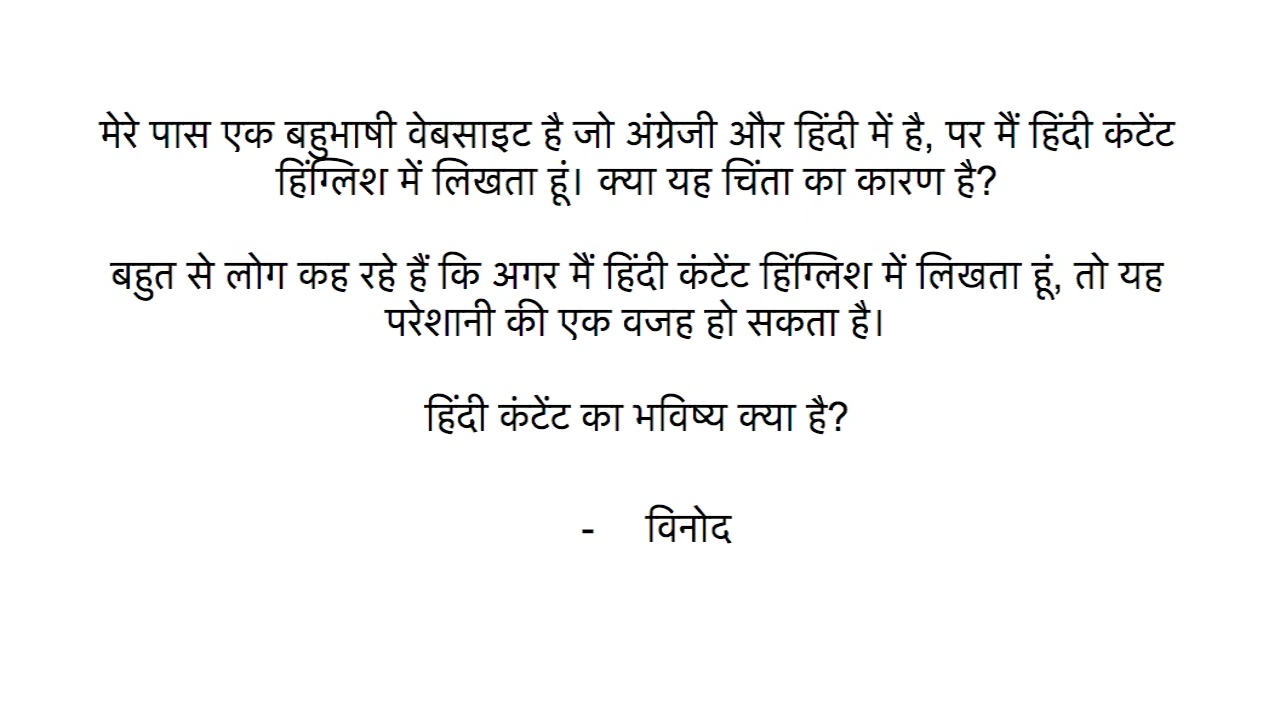 मेरे पास एक बहुभाषी वेबसाइट है जो अंग्रेजी और हिंदी में है, पर मैं हिंदी कंटेंट
हिंग्लिश में लिखता हूं। क्या यह चिंता का कारण है?
बहुत से लोग कह रहे हैं कि अगर मैं हिंदी कंटेंट हिंग्लिश में लिखता हूं, तो यह
परेशानी की एक वजह हो सकता है।
हिंदी कंटेंट का भविष्य क्या है?
- विनोद